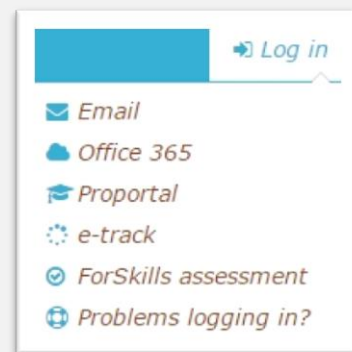 Log in
Email
Office 365
Proportal
e-track
ForSkills assessment
Problems logging in?